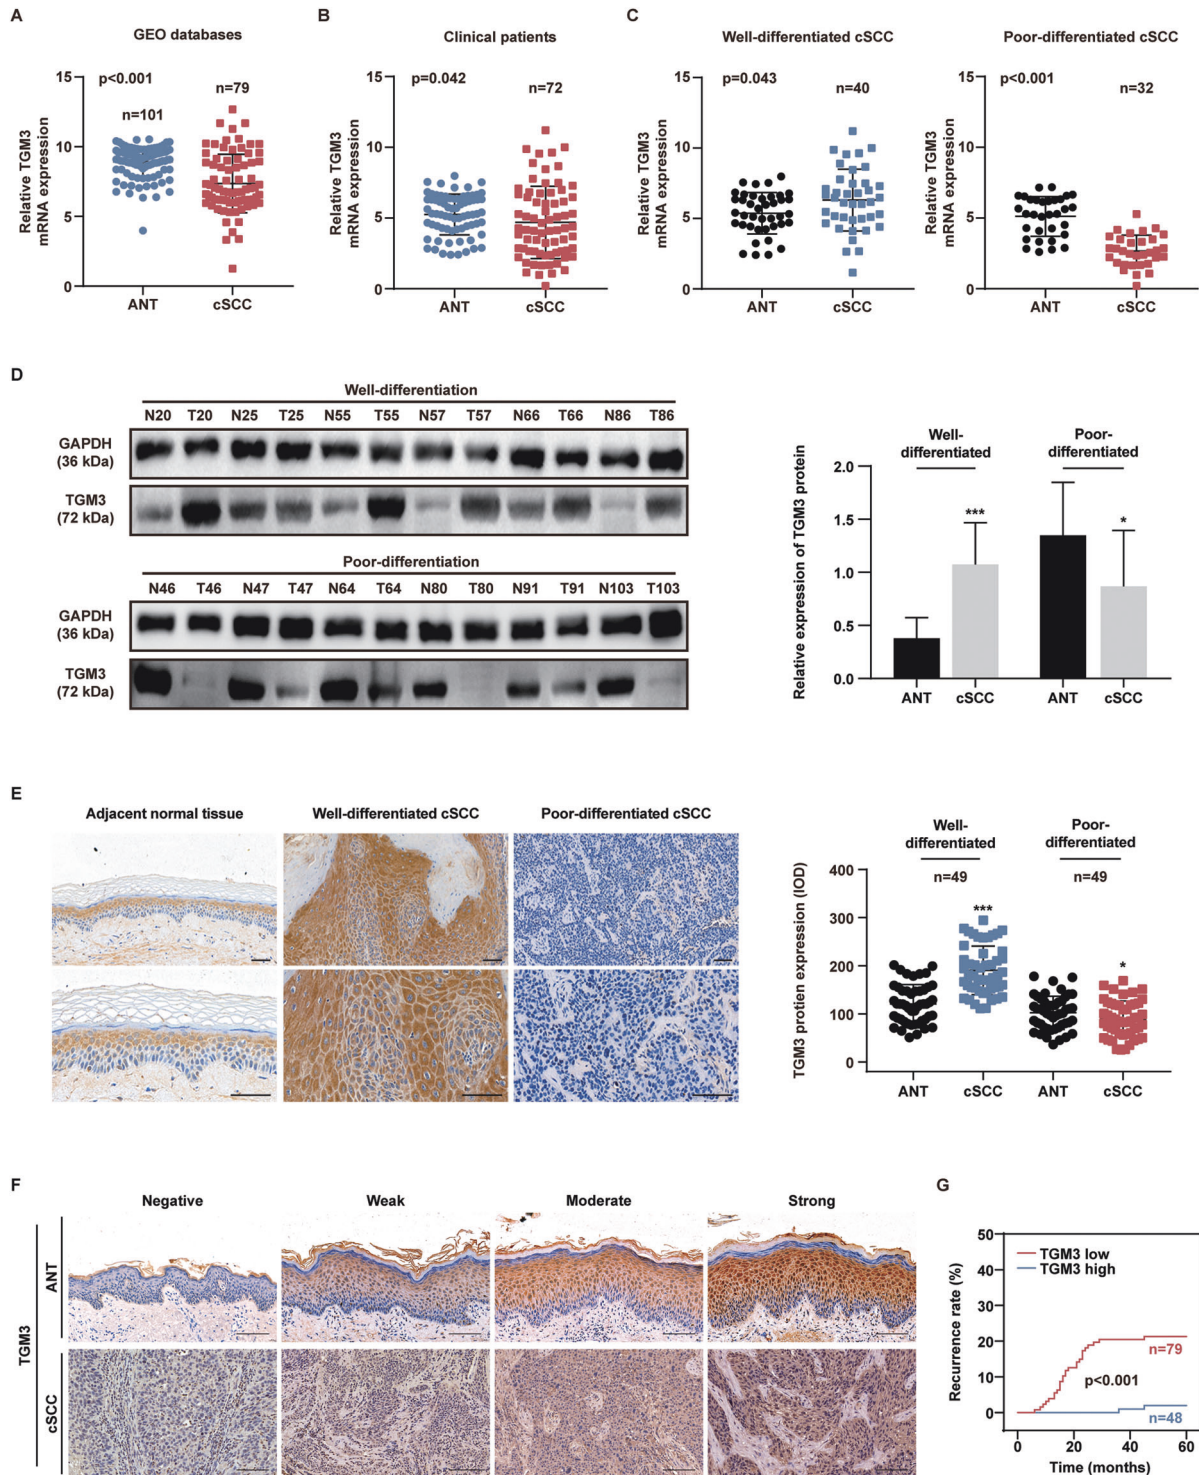 A
GEO databases
Relative TGM3
mRNA expression
15
10
5
0
p<0.001
n=101
n=79
ANT
cSCC
B
Clinical patients
Relative TGM3
mRNA expression
15
10
5
0
p=0.042
n=72
ANT
cSCC
C
Well-differentiated cSCC
Relative TGM3
mRNA expression
15
10
5
0
p=0.043
n=40
ANT
cSCC
Poor-differentiated cSCC
Relative TGM3
mRNA expression
15
10
5
0
p<0.001
n=32
ANT
cSCC
D
Well-differentiation
N20 T20 N25 T25 N55 T55 N57 T57 N66 T66 N86 T86
GAPDH
(36 kDa)
TGM3
(72 kDa)
Poor-differentiation
N46 T46 N47 T47 N64 T64 N80 T80 N91 T91 N103 T103
GAPDH
(36 kDa)
TGM3
(72 kDa)
Relative expression of TGM3 protein
2.0
1.5
1.0
0.5
0.0
Well-
differentiated
Poor-
differentiated
***
*
ANT cSCC ANT cSCC
E
Adjacent normal tissue
Well-differentiated cSCC
Poor-differentiated cSCC
TGM3 protien expression (IOD)
400
300
200
100
0
Well-
differentiated
Poor-
differentiated
n=49
n=49
***
*
ANT cSCC ANT cSCC
F
Negative
Weak
Moderate
Strong
TGM3
ANT
cSCC
G
Recurrence rate (%)
50
40
30
20
10
0
TGM3 low
TGM3 high
n=79
p<0.001
n=48
0 20 40 60
Time (months)